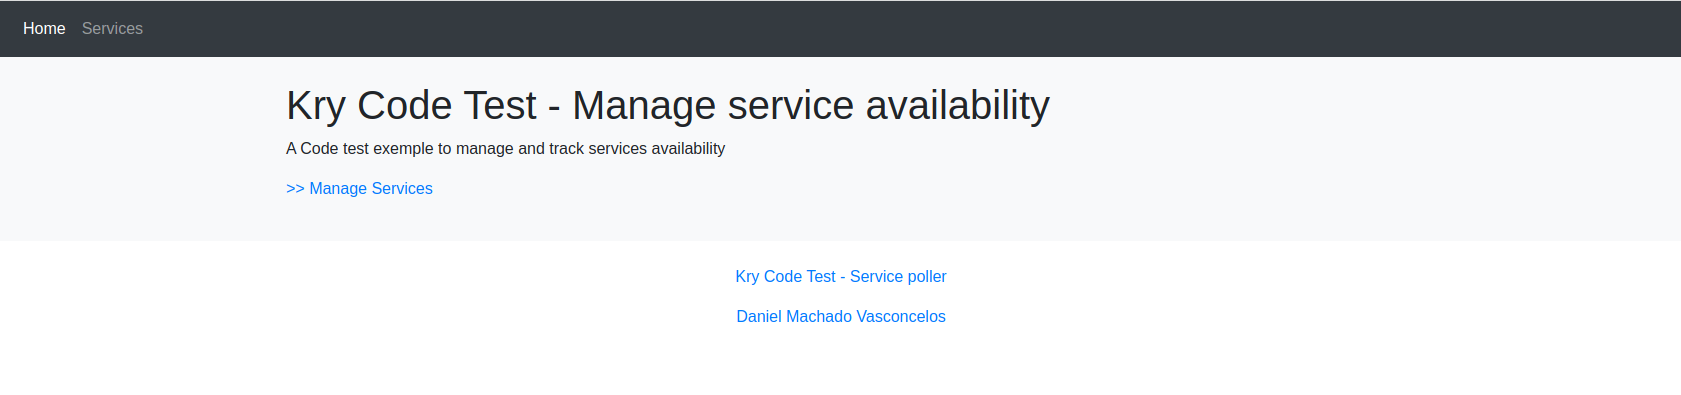 Home Services
Kry Code Test - Manage service availability
A Code test exemple to manage and track services availability
>> Manage Services
Kry Code Test - Service poller
Daniel Machado Vasconcelos